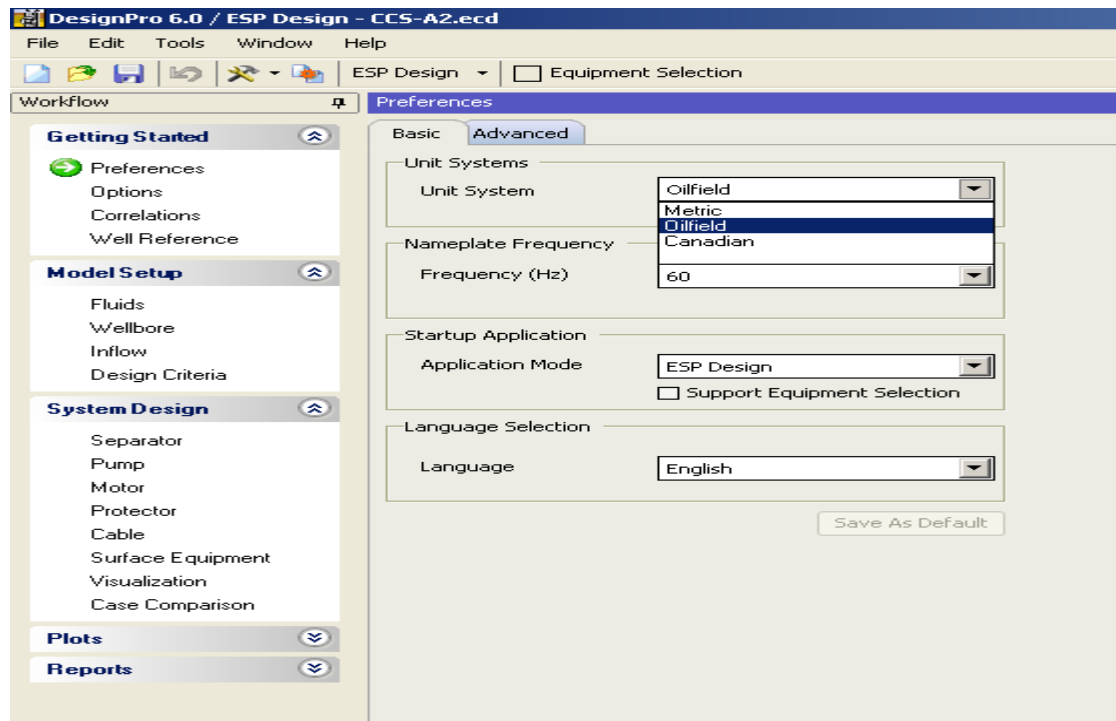 DesignPro 6.0 / ESP Design - CCS-A2.ecd
File Edit Tools Window Help
ESP Design Equipment Selection
Workflow
Getting Started
Preferences
Options
Correlations
Well Reference
Model Setup
Fluids
Wellbore
Inflow
Design Criteria
System Design
Separator
Pump
Motor
Protector
Cable
Surface Equipment
Visualization
Case Comparison
Plots
Reports
Preferences
Basic Advanced
Unit Systems
Unit System Oilfield
Metric
Oilfield
Canadian
Nameplate Frequency
Frequency (Hz) 60
Startup Application
Application Mode ESP Design
Support Equipment Selection
Language Selection
Language English
Save As Default